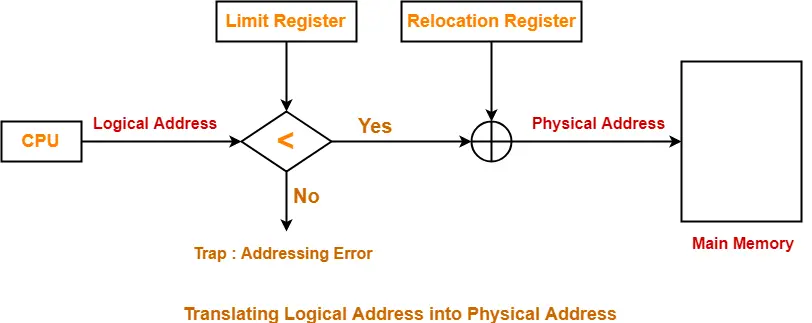 Limit Register
Relocation Register
CPU
Logical Address
<
Yes
Physical Address
No
Trap : Addressing Error
Main Memory
Translating Logical Address into Physical Address